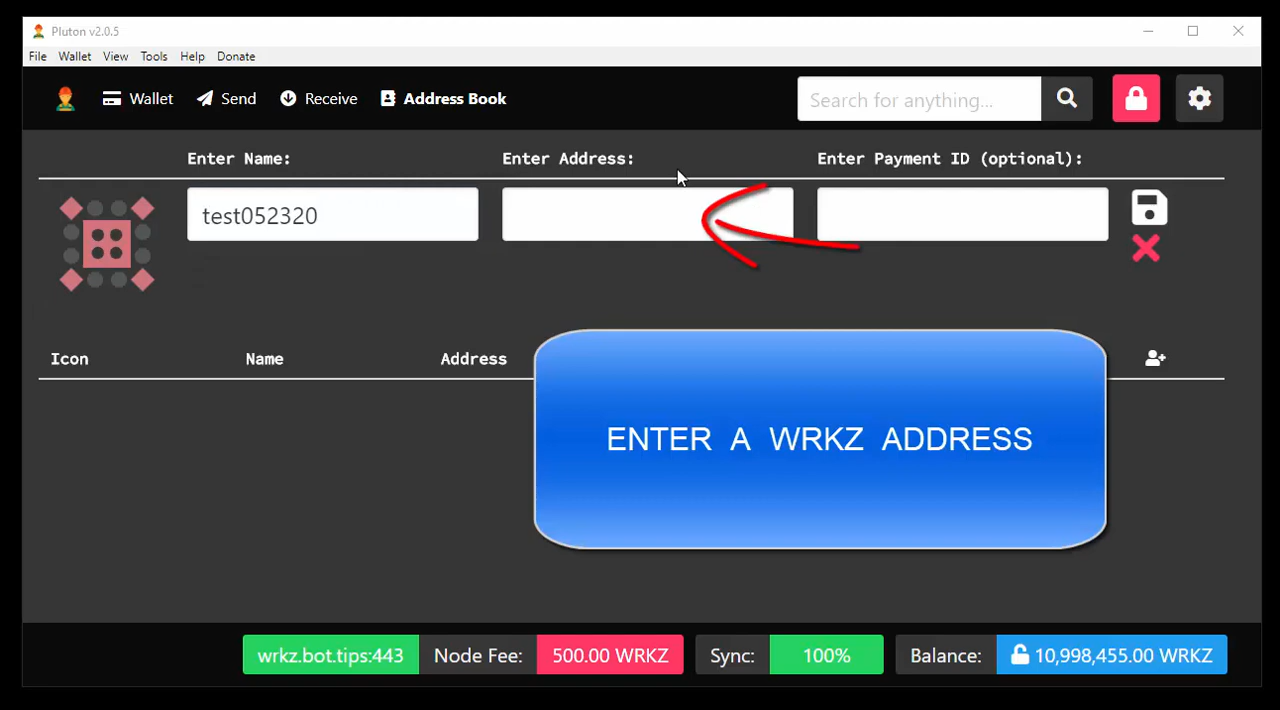 Pluton v2.0.5
File Wallet View Tools Help Donate
Wallet Send Receive Address Book Search for anything...
Enter Name: Enter Address: Enter Payment ID (optional):
test052320
Icon Name Address
ENTER A WRKZ ADDRESS
wrkz.bot.tips:443 Node Fee: 500.00 WRKZ Sync: 100% Balance: 10,998,455.00 WRKZ